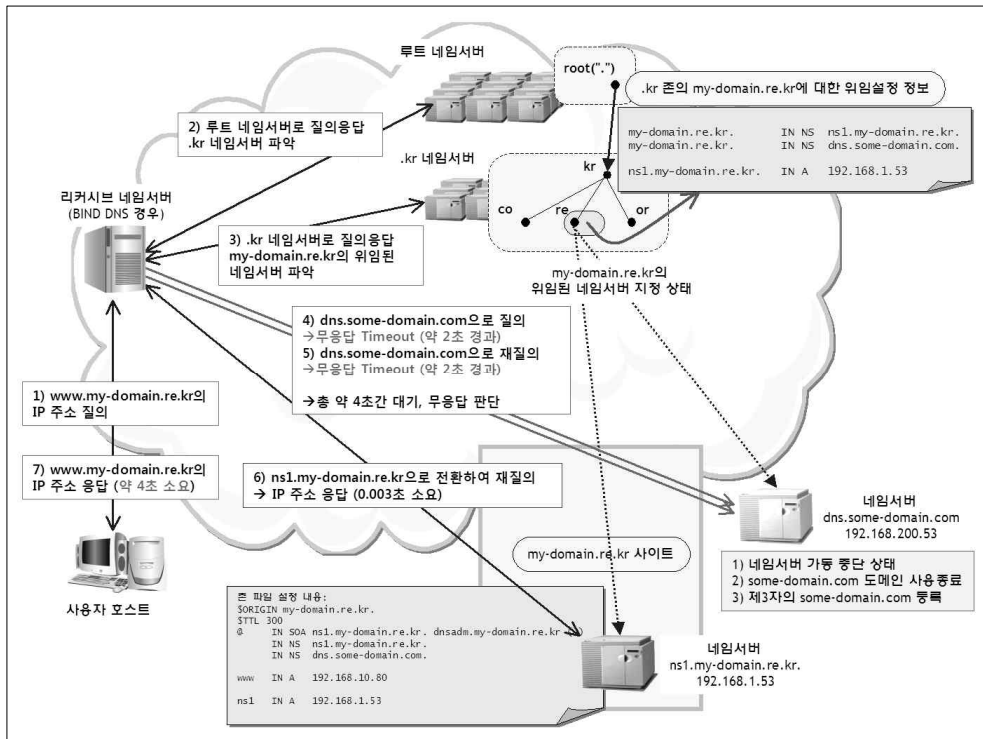 루트 네임서버
root(".")
.kr 존의 my-domain.re.kr에 대한 위임설정 정보
my-domain.re.kr. IN NS ns1.my-domain.re.kr.
my-domain.re.kr. IN NS dns.some-domain.com.
ns1.my-domain.re.kr. IN A 192.168.1.53
2) 루트 네임서버로 질의응답
.kr 네임서버 파악
.kr 네임서버
kr
co
re
or
리커시브 네임서버
(BIND DNS 경우)
3) .kr 네임서버로 질의응답
my-domain.re.kr의 위임된
네임서버 파악
my-domain.re.kr의
위임된 네임서버 지정 상태
4) dns.some-domain.com으로 질의
→무응답 Timeout (약 2초 경과)
5) dns.some-domain.com으로 재질의
→무응답 Timeout (약 2초 경과)
→총 약 4초간 대기, 무응답 판단
1) www.my-domain.re.kr의
IP 주소 질의
7) www.my-domain.re.kr의
IP 주소 응답 (약 4초 소요)
6) ns1.my-domain.re.kr으로 전환하여 재질의
→ IP 주소 응답 (0.003초 소요)
네임서버
dns.some-domain.com
192.168.200.53
1) 네임서버 가동 중단 상태
2) some-domain.com 도메인 사용종료
3) 제3자의 some-domain.com 등록
my-domain.re.kr 사이트
사용자 호스트
존 파일 설정 내용:
$ORIGIN my-domain.re.kr.
$TTL 300
@ IN SOA ns1.my-domain.re.kr. dnsadm.my-domain.re.kr
IN NS ns1.my-domain.re.kr.
IN NS dns.some-domain.com.
www IN A 192.168.10.80
ns1 IN A 192.168.1.53
네임서버
ns1.my-domain.re.kr.
192.168.1.53